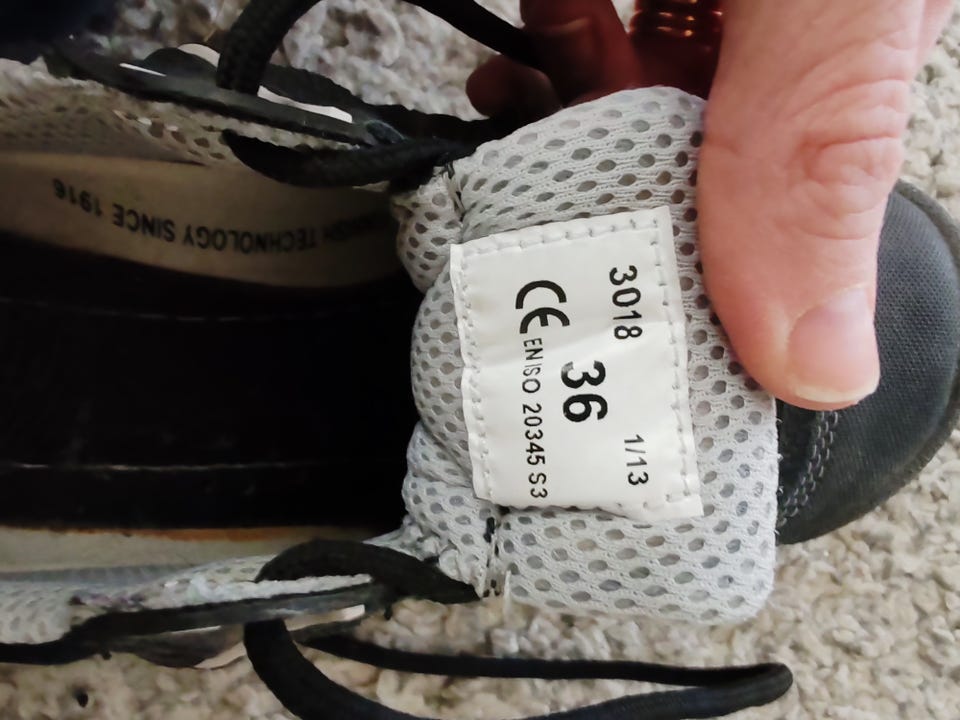 3018 1/13
36
CE EN ISO 20345 S3
TECHNOLOGY SINCE 1916